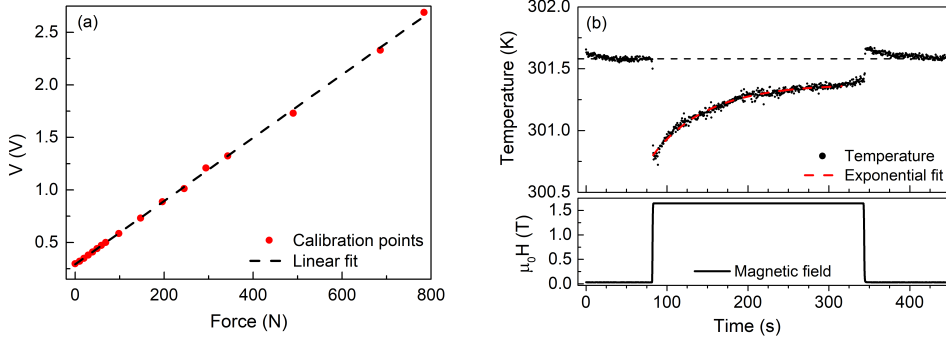 (a)
2.5
2.0
1.5
1.0
0.5
V (V)
Calibration points
Linear fit
0
200
400
600
800
Force (N)
(b)
302.0
301.5
301.0
300.5
Temperature (K)
Temperature
Exponential fit
1.5
1.0
0.5
0.0
μ₀H (T)
Magnetic field
0
100
200
300
400
Time (s)